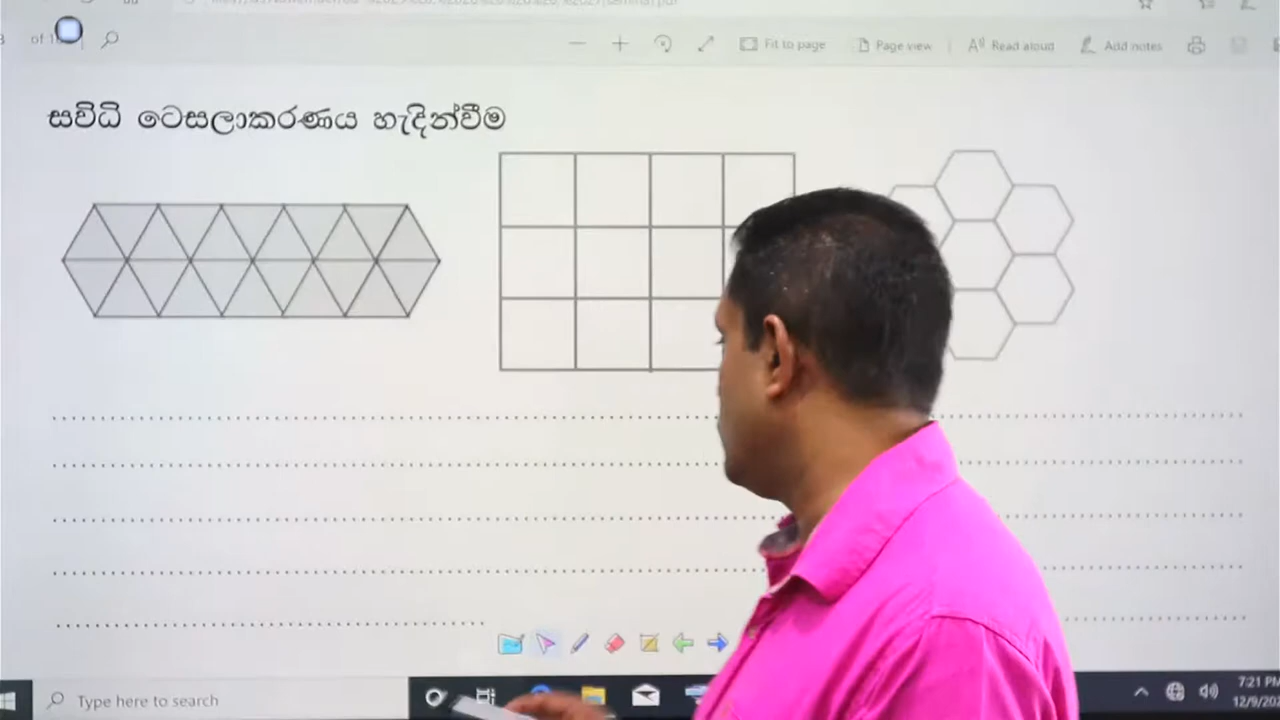 of
Fit to page
Page view
Read aloud
Add notes
සවිධි ටෙසලාකරණය හැදින්වීම
Type here to search
7:21 PM